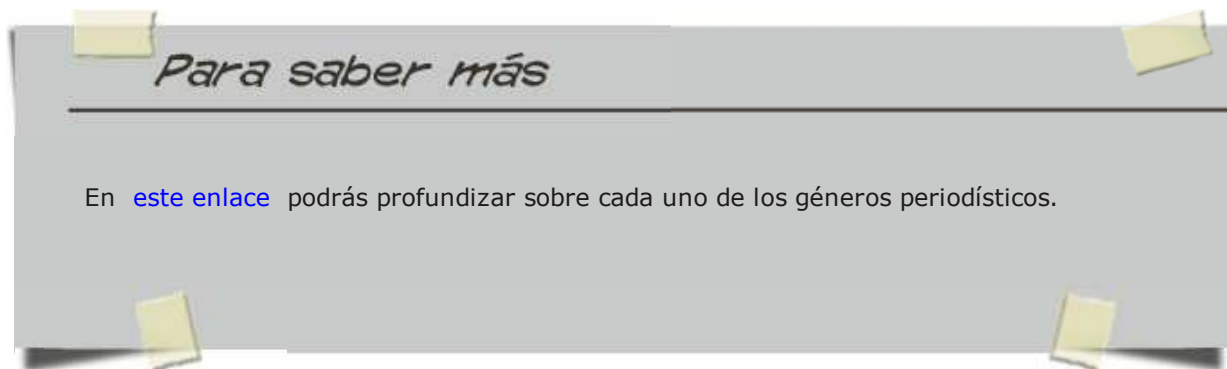 Para saber más
En este enlace podrás profundizar sobre cada uno de los géneros periodísticos.